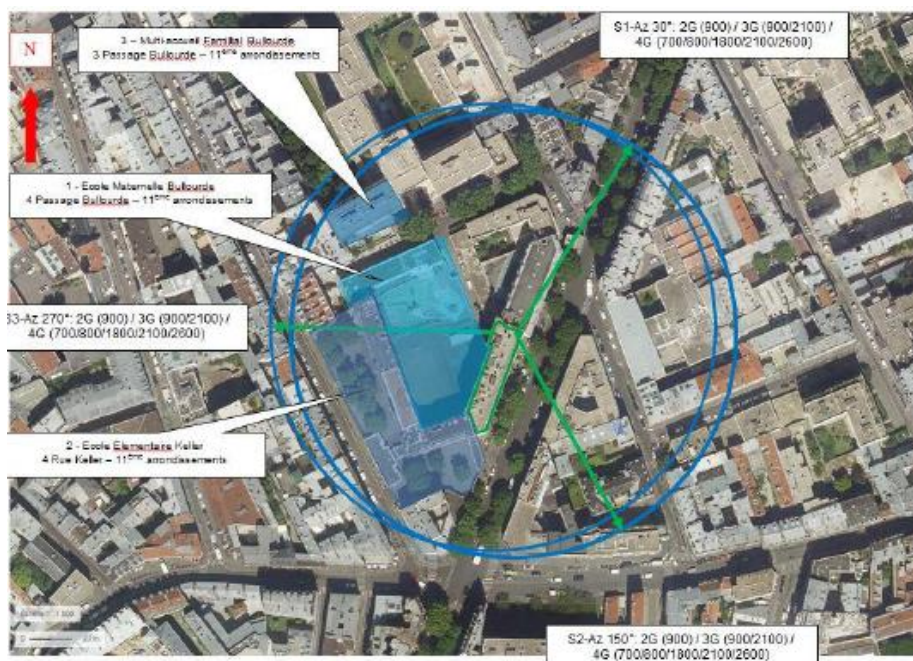 N
3 – Multi-accueil Familial Bullourde
3 Passage Bullourde – 11ème arrondissements
S1-Az 30°: 2G (900) / 3G (900/2100) /
4G (700/800/1800/2100/2600)
1 - Ecole Maternelle Bullourde
4 Passage Bullourde – 11ème arrondissements
S3-Az 270°: 2G (900) / 3G (900/2100) /
4G (700/800/1800/2100/2600)
2 - Ecole Elementaire Keller
4 Rue Keller – 11ème arrondissements
0
S2-Az 150°: 2G (900) / 3G (900/2100) /
4G (700/800/1800/2100/2600)